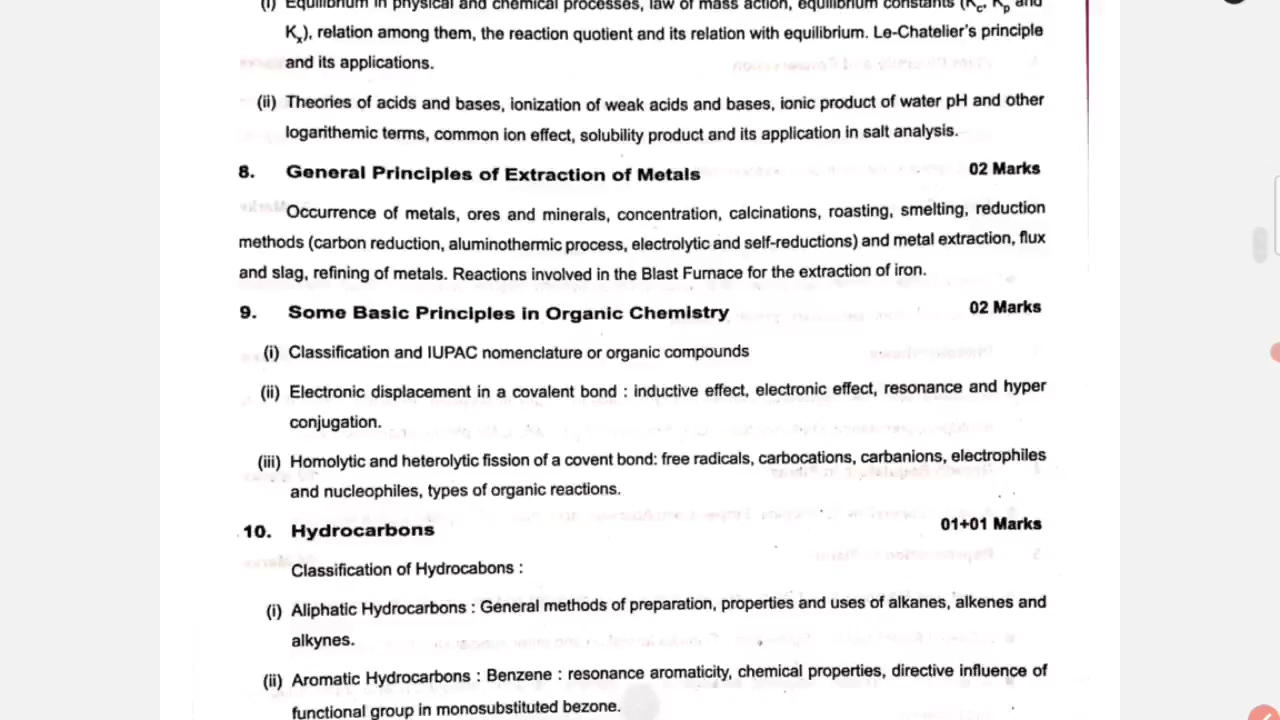 (i) Equilibrium in physical and chemical processes, law of mass action, equilibrium constants (Kc, Kp and
Kx), relation among them, the reaction quotient and its relation with equilibrium. Le-Chatelier's principle
and its applications.
(ii) Theories of acids and bases, ionization of weak acids and bases, ionic product of water pH and other
logarithemic terms, common ion effect, solubility product and its application in salt analysis.
8. General Principles of Extraction of Metals 02 Marks
Occurrence of metals, ores and minerals, concentration, calcinations, roasting, smelting, reduction
methods (carbon reduction, aluminothermic process, electrolytic and self-reductions) and metal extraction, flux
and slag, refining of metals. Reactions involved in the Blast Furnace for the extraction of iron.
9. Some Basic Principles in Organic Chemistry 02 Marks
(i) Classification and IUPAC nomenclature or organic compounds
(ii) Electronic displacement in a covalent bond : inductive effect, electronic effect, resonance and hyper
conjugation.
(iii) Homolytic and heterolytic fission of a covent bond: free radicals, carbocations, carbanions, electrophiles
and nucleophiles, types of organic reactions.
10. Hydrocarbons 01+01 Marks
Classification of Hydrocabons :
(i) Aliphatic Hydrocarbons : General methods of preparation, properties and uses of alkanes, alkenes and
alkynes.
(ii) Aromatic Hydrocarbons : Benzene : resonance aromaticity, chemical properties, directive influence of
functional group in monosubstituted bezone.